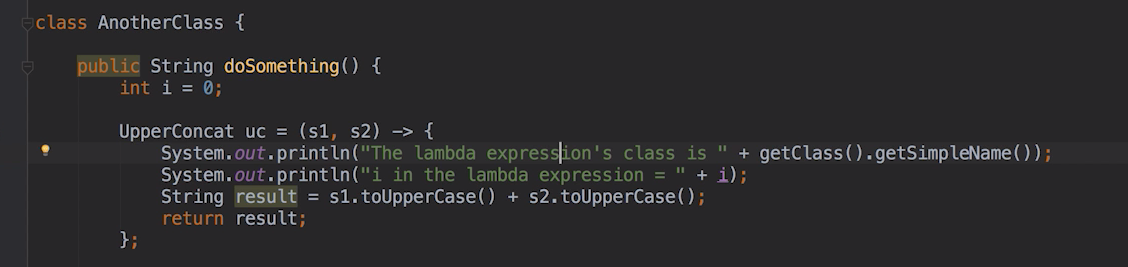 class AnotherClass {
public String doSomething() {
int i = 0;
UpperConcat uc = (s1, s2) -> {
System.out.println("The lambda expression's class is " + getClass().getSimpleName());
System.out.println("i in the lambda expression = " + i);
String result = s1.toUpperCase() + s2.toUpperCase();
return result;
};